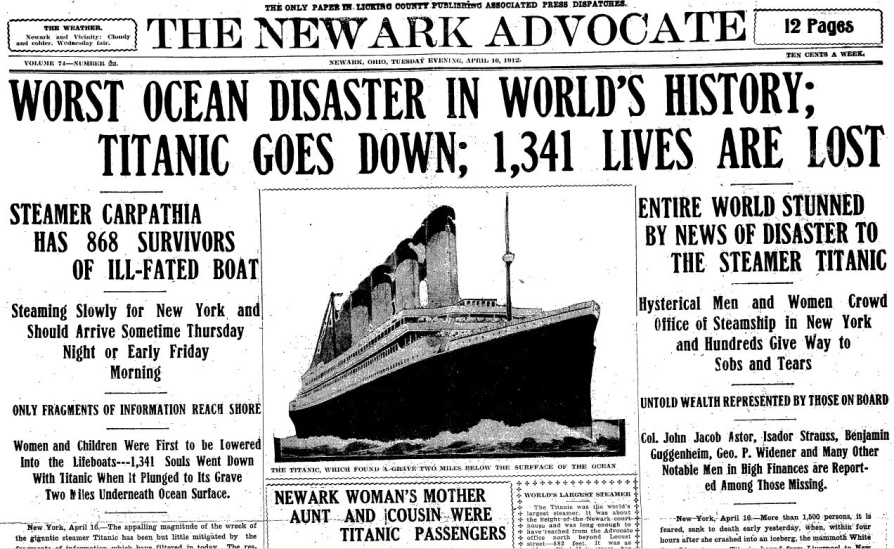 THE ONLY PAPER IN LICKING COUNTY PUBLISHING ASSOCIATED PRESS DISPATCHES.
THE WEATHER.
Newark and Vicinity: Cloudy
and colder. Wednesday fair.
THE NEWARK ADVOCATE
12 Pages
VOLUME 74—NUMBER
NEWARK, OHIO, TUESDAY EVENING, APRIL 16, 1912.
TEN CENTS A WEEK.
WORST OCEAN DISASTER IN WORLD'S HISTORY;
TITANIC GOES DOWN; 1,341 LIVES ARE LOST
STEAMER CARPATHIA
HAS 868 SURVIVORS
OF ILL-FATED BOAT
Steaming Slowly for New York and
Should Arrive Sometime Thursday
Night or Early Friday
Morning
ONLY FRAGMENTS OF INFORMATION REACH SHORE
Women and Children Were First to be Lowered
Into the Lifeboats---1,341 Souls Went Down
With Titanic When it Plunged to Its Grave
Two Miles Underneath Ocean Surface.
New York, April 16.—The appalling magnitude of the wreck of
the gigantic steamer Titanic has been but little mitigated by the
fragments of information which have filtered in today. The
THE TITANIC, WHICH FOUND A GRAVE TWO MILES BELOW THE SURFFACE OF THE OCEAN
NEWARK WOMAN'S MOTHER
AUNT AND COUSIN WERE
TITANIC PASSENGERS
WORLD'S LARGEST STEAMER
The Titanic was the world's
largest steamer. It was about
the height of the Newark court
house and was long enough to
have reached from the Advocate
office north beyond Locust
street—882 feet. It was as
ENTIRE WORLD STUNNED
BY NEWS OF DISASTER TO
THE STEAMER TITANIC
Hysterical Men and Women Crowd
Office of Steamship in New York
and Hundreds Give Way to
Sobs and Tears
UNTOLD WEALTH REPRESENTED BY THOSE ON BOARD
Col. John Jacob Astor, Isador Strauss, Benjamin
Guggenheim, Geo. P. Widener and Many Other
Notable Men in High Finances are Report-
ed Among Those Missing.
New York, April 16.—More than 1,500 persons, it is
feared, sank to death early yesterday, when, within four
hours after she crashed into an iceberg, the mammoth White